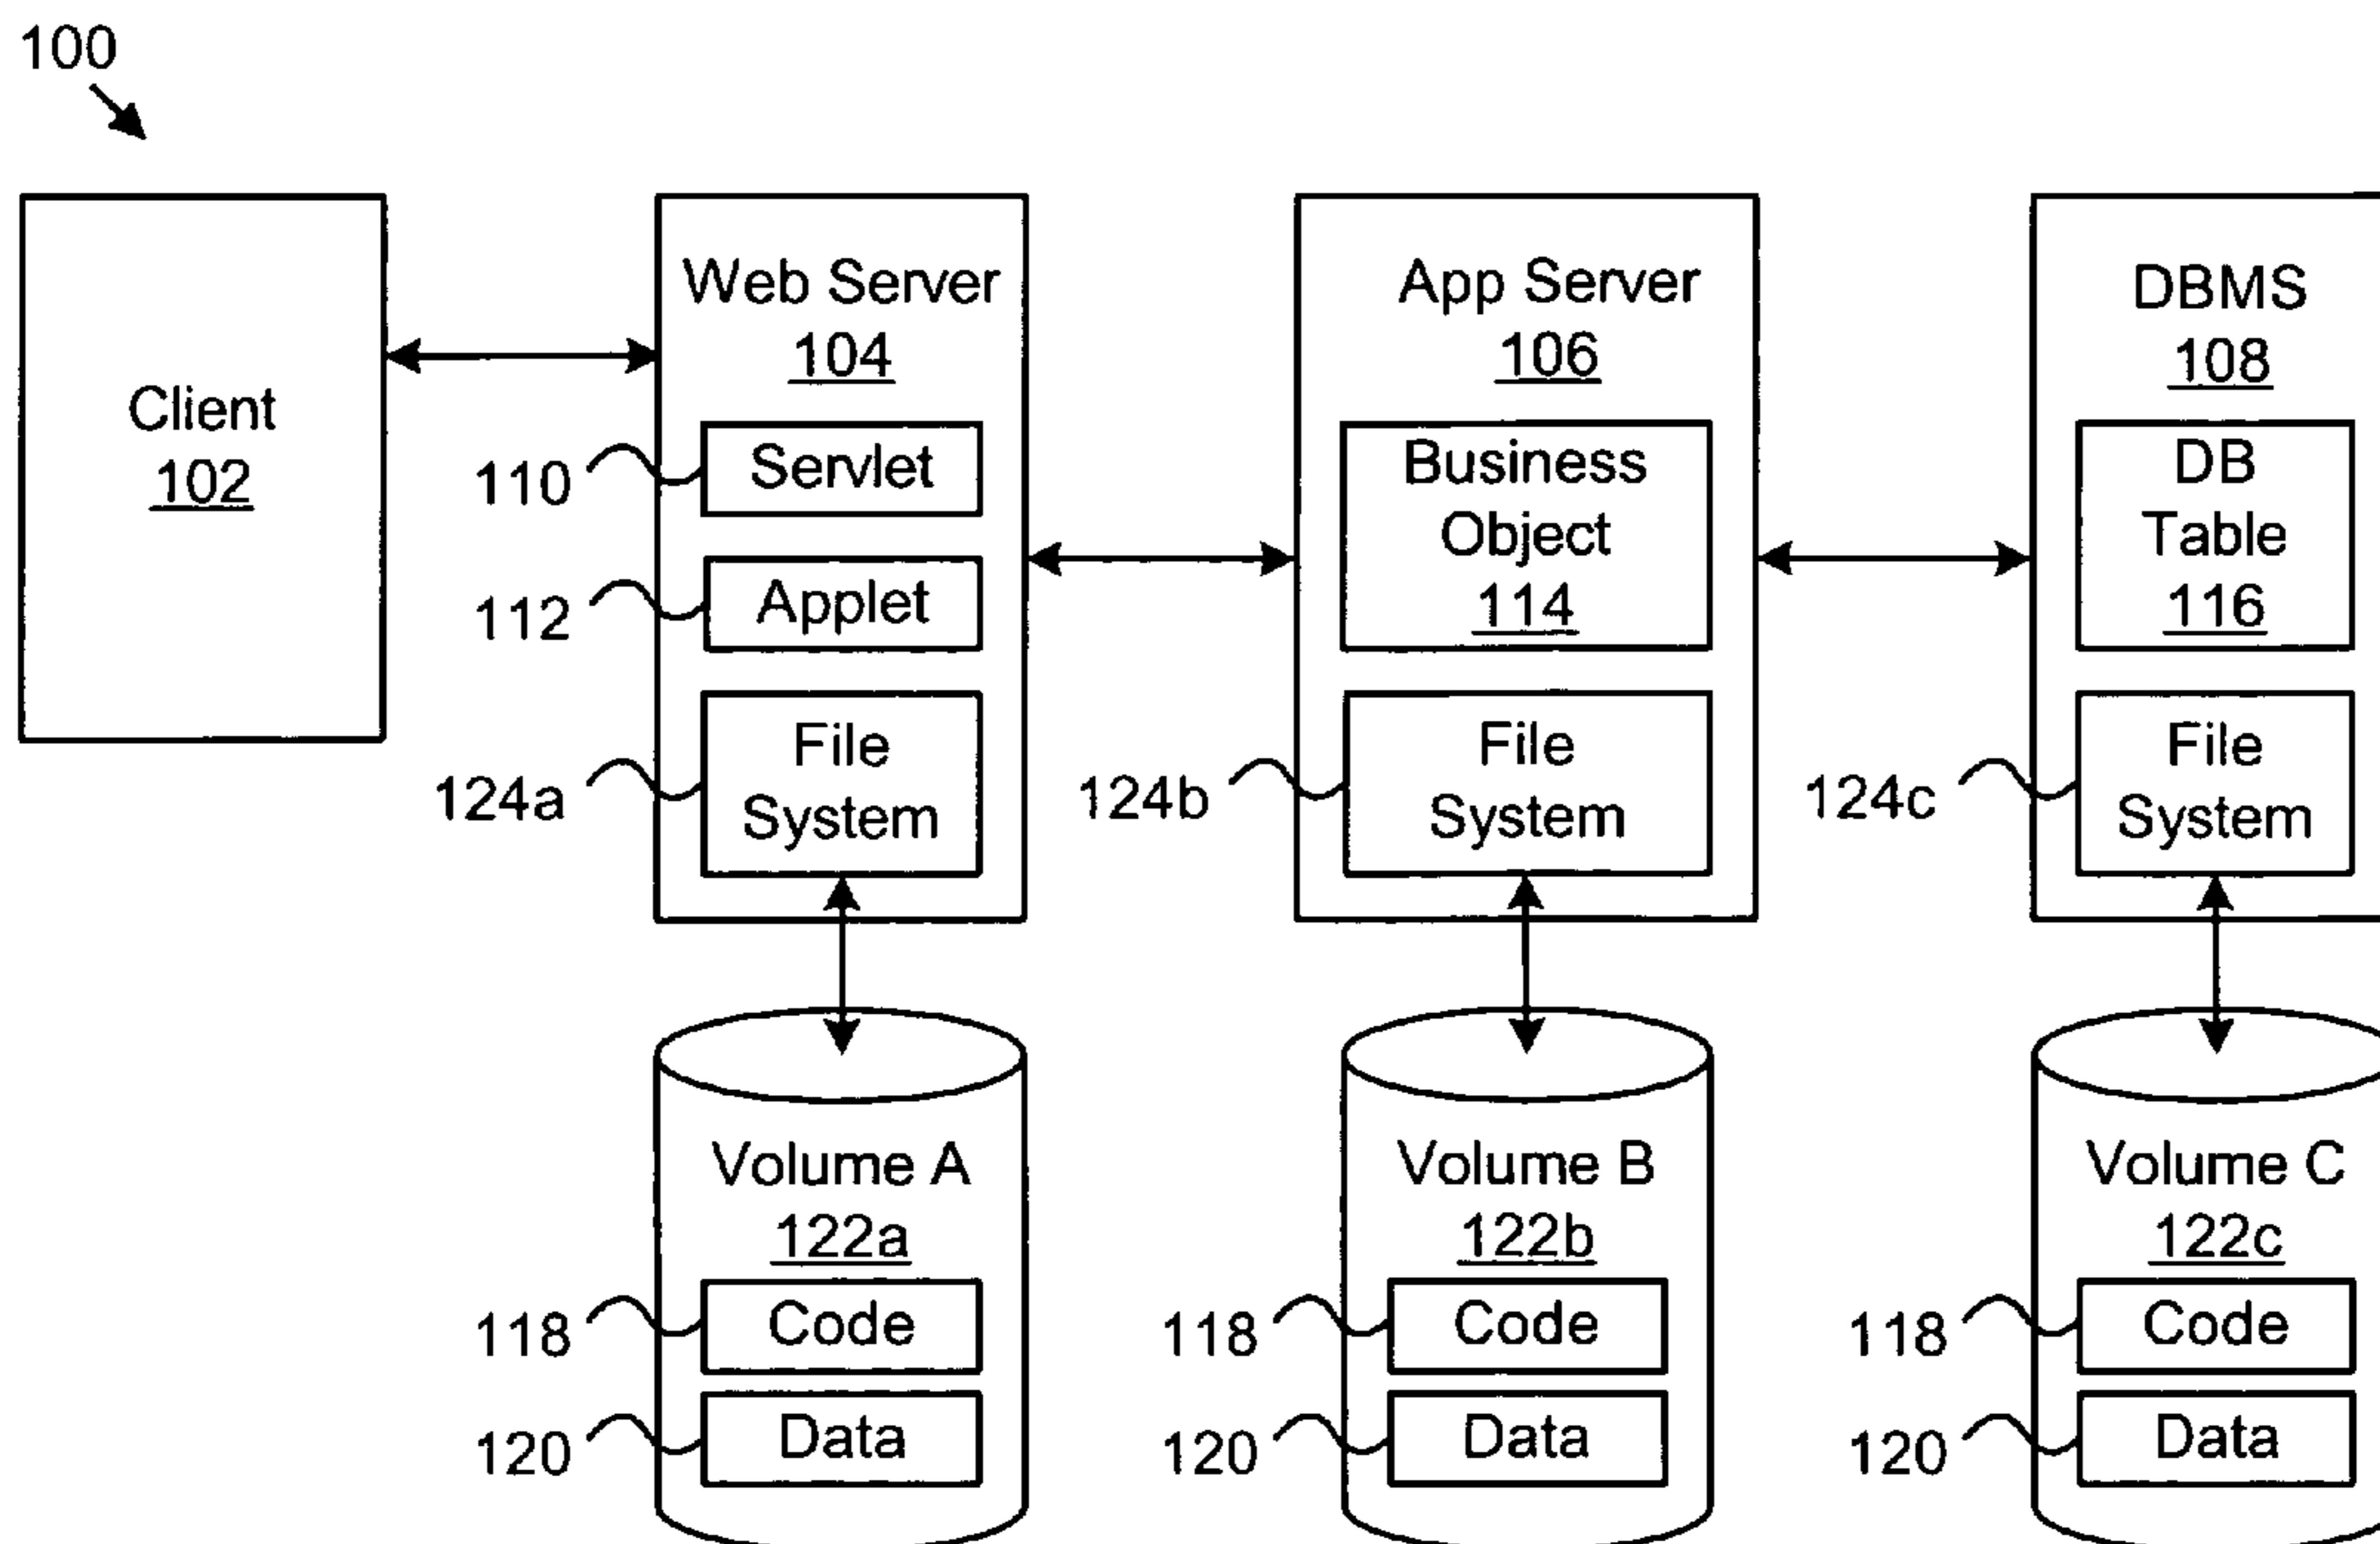 100
Client
102
Web Server
104
110
Servlet
112
Applet
124a
File
System
App Server
106
Business
Object
114
124b
File
System
DBMS
108
DB
Table
116
124c
File
System
Volume A
122a
118
Code
120
Data
Volume B
122b
118
Code
120
Data
Volume C
122c
118
Code
120
Data